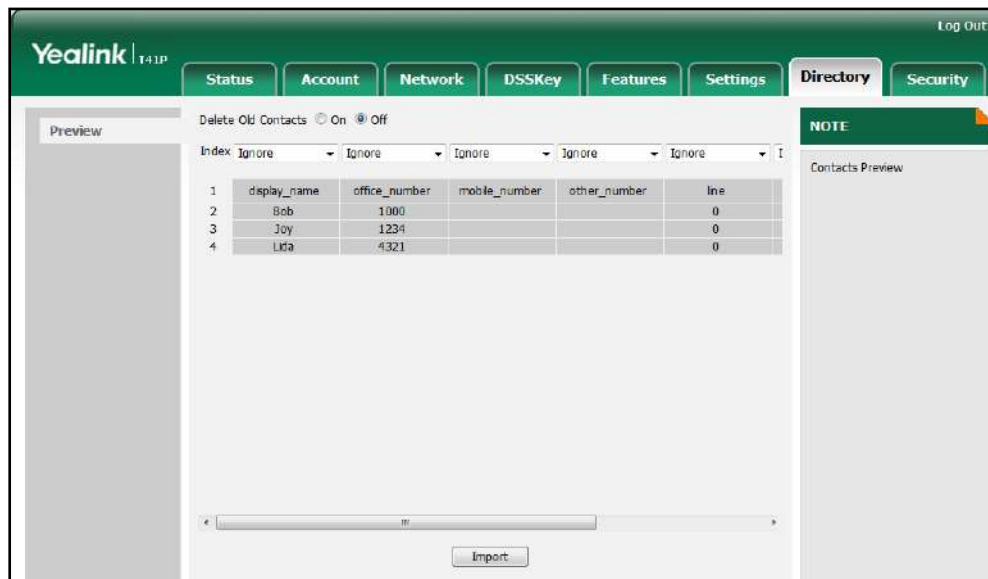 Log Out
Yealink T41P
Status Account Network DSSKey Features Settings Directory Security
Preview
Delete Old Contacts On Off
NOTE
Index Ignore Ignore Ignore Ignore Ignore
Contacts Preview
1 display_name office_number mobile_number other_number line
2 Bob 1000 0
3 Joy 1234 0
4 Lida 4321 0
Import